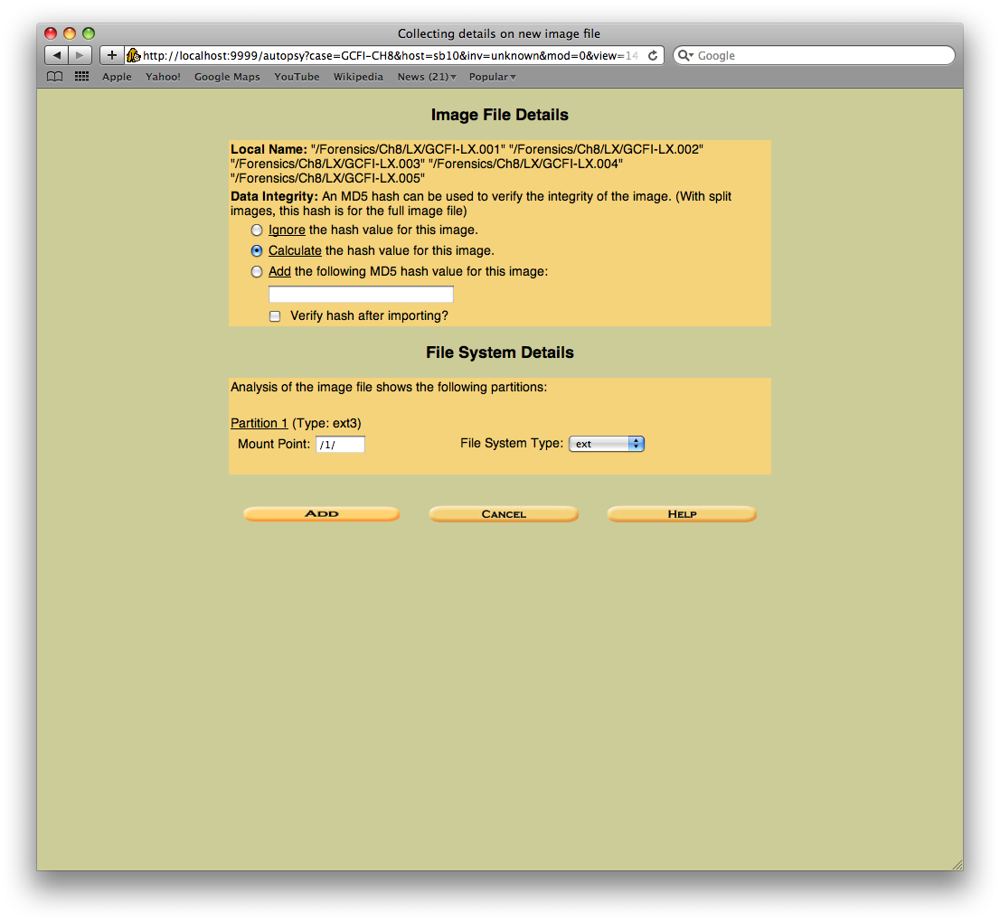 Collecting details on new image file
http://localhost:9999/autopsy?case=GCFI-CH8&host=sb10&inv=unknown&mod=0&view=14
Google
Apple Yahoo! Google Maps YouTube Wikipedia News (21) Popular
Image File Details
Local Name: "/Forensics/Ch8/LX/GCFI-LX.001" "/Forensics/Ch8/LX/GCFI-LX.002"
"/Forensics/Ch8/LX/GCFI-LX.003" "/Forensics/Ch8/LX/GCFI-LX.004"
"/Forensics/Ch8/LX/GCFI-LX.005"
Data Integrity: An MD5 hash can be used to verify the integrity of the image. (With split
images, this hash is for the full image file)
Ignore the hash value for this image.
Calculate the hash value for this image.
Add the following MD5 hash value for this image:
Verify hash after importing?
File System Details
Analysis of the image file shows the following partitions:
Partition 1 (Type: ext3)
Mount Point: /1/ File System Type: ext
ADD CANCEL HELP